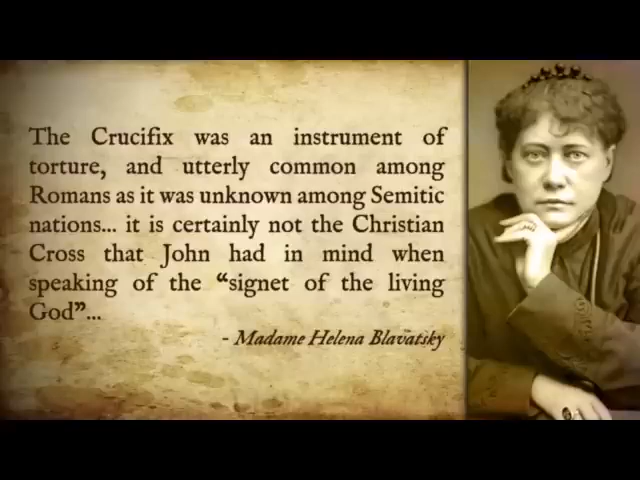 The Crucifix was an instrument of
torture, and utterly common among
Romans as it was unknown among Semitic
nations... it is certainly not the Christian
Cross that John had in mind when
speaking of the “signet of the living
God”...
- Madame Helena Blavatsky